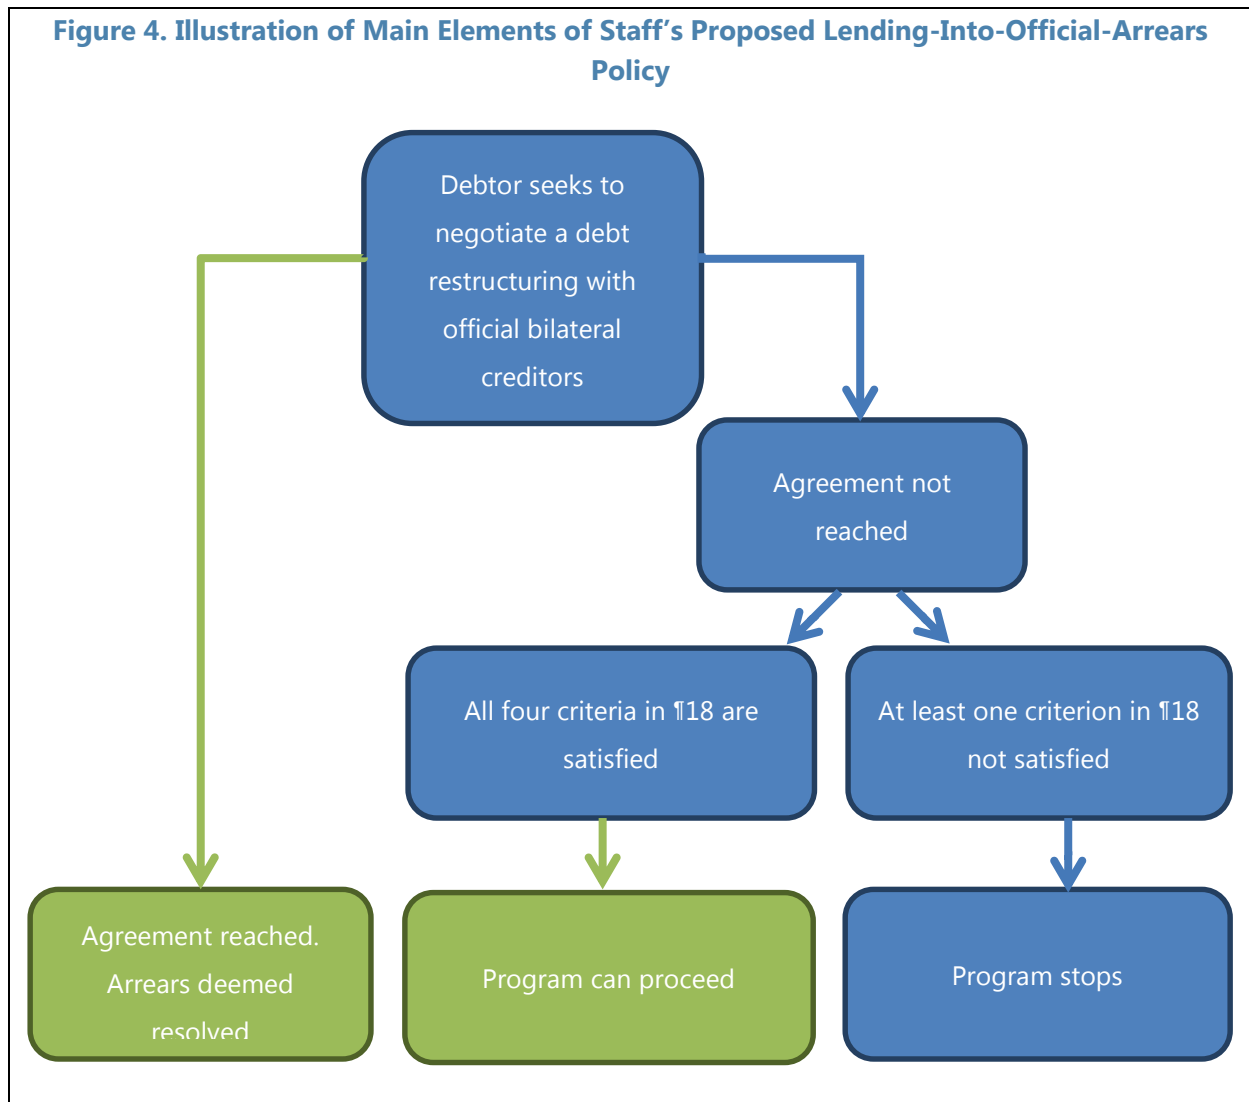 Figure 4. Illustration of Main Elements of Staff’s Proposed Lending-Into-Official-Arrears
Policy
Debtor seeks to
negotiate a debt
restructuring with
official bilateral
creditors
Agreement not
reached
All four criteria in ¶18 are
satisfied
At least one criterion in ¶18
not satisfied
Agreement reached.
Arrears deemed
resolved
Program can proceed
Program stops